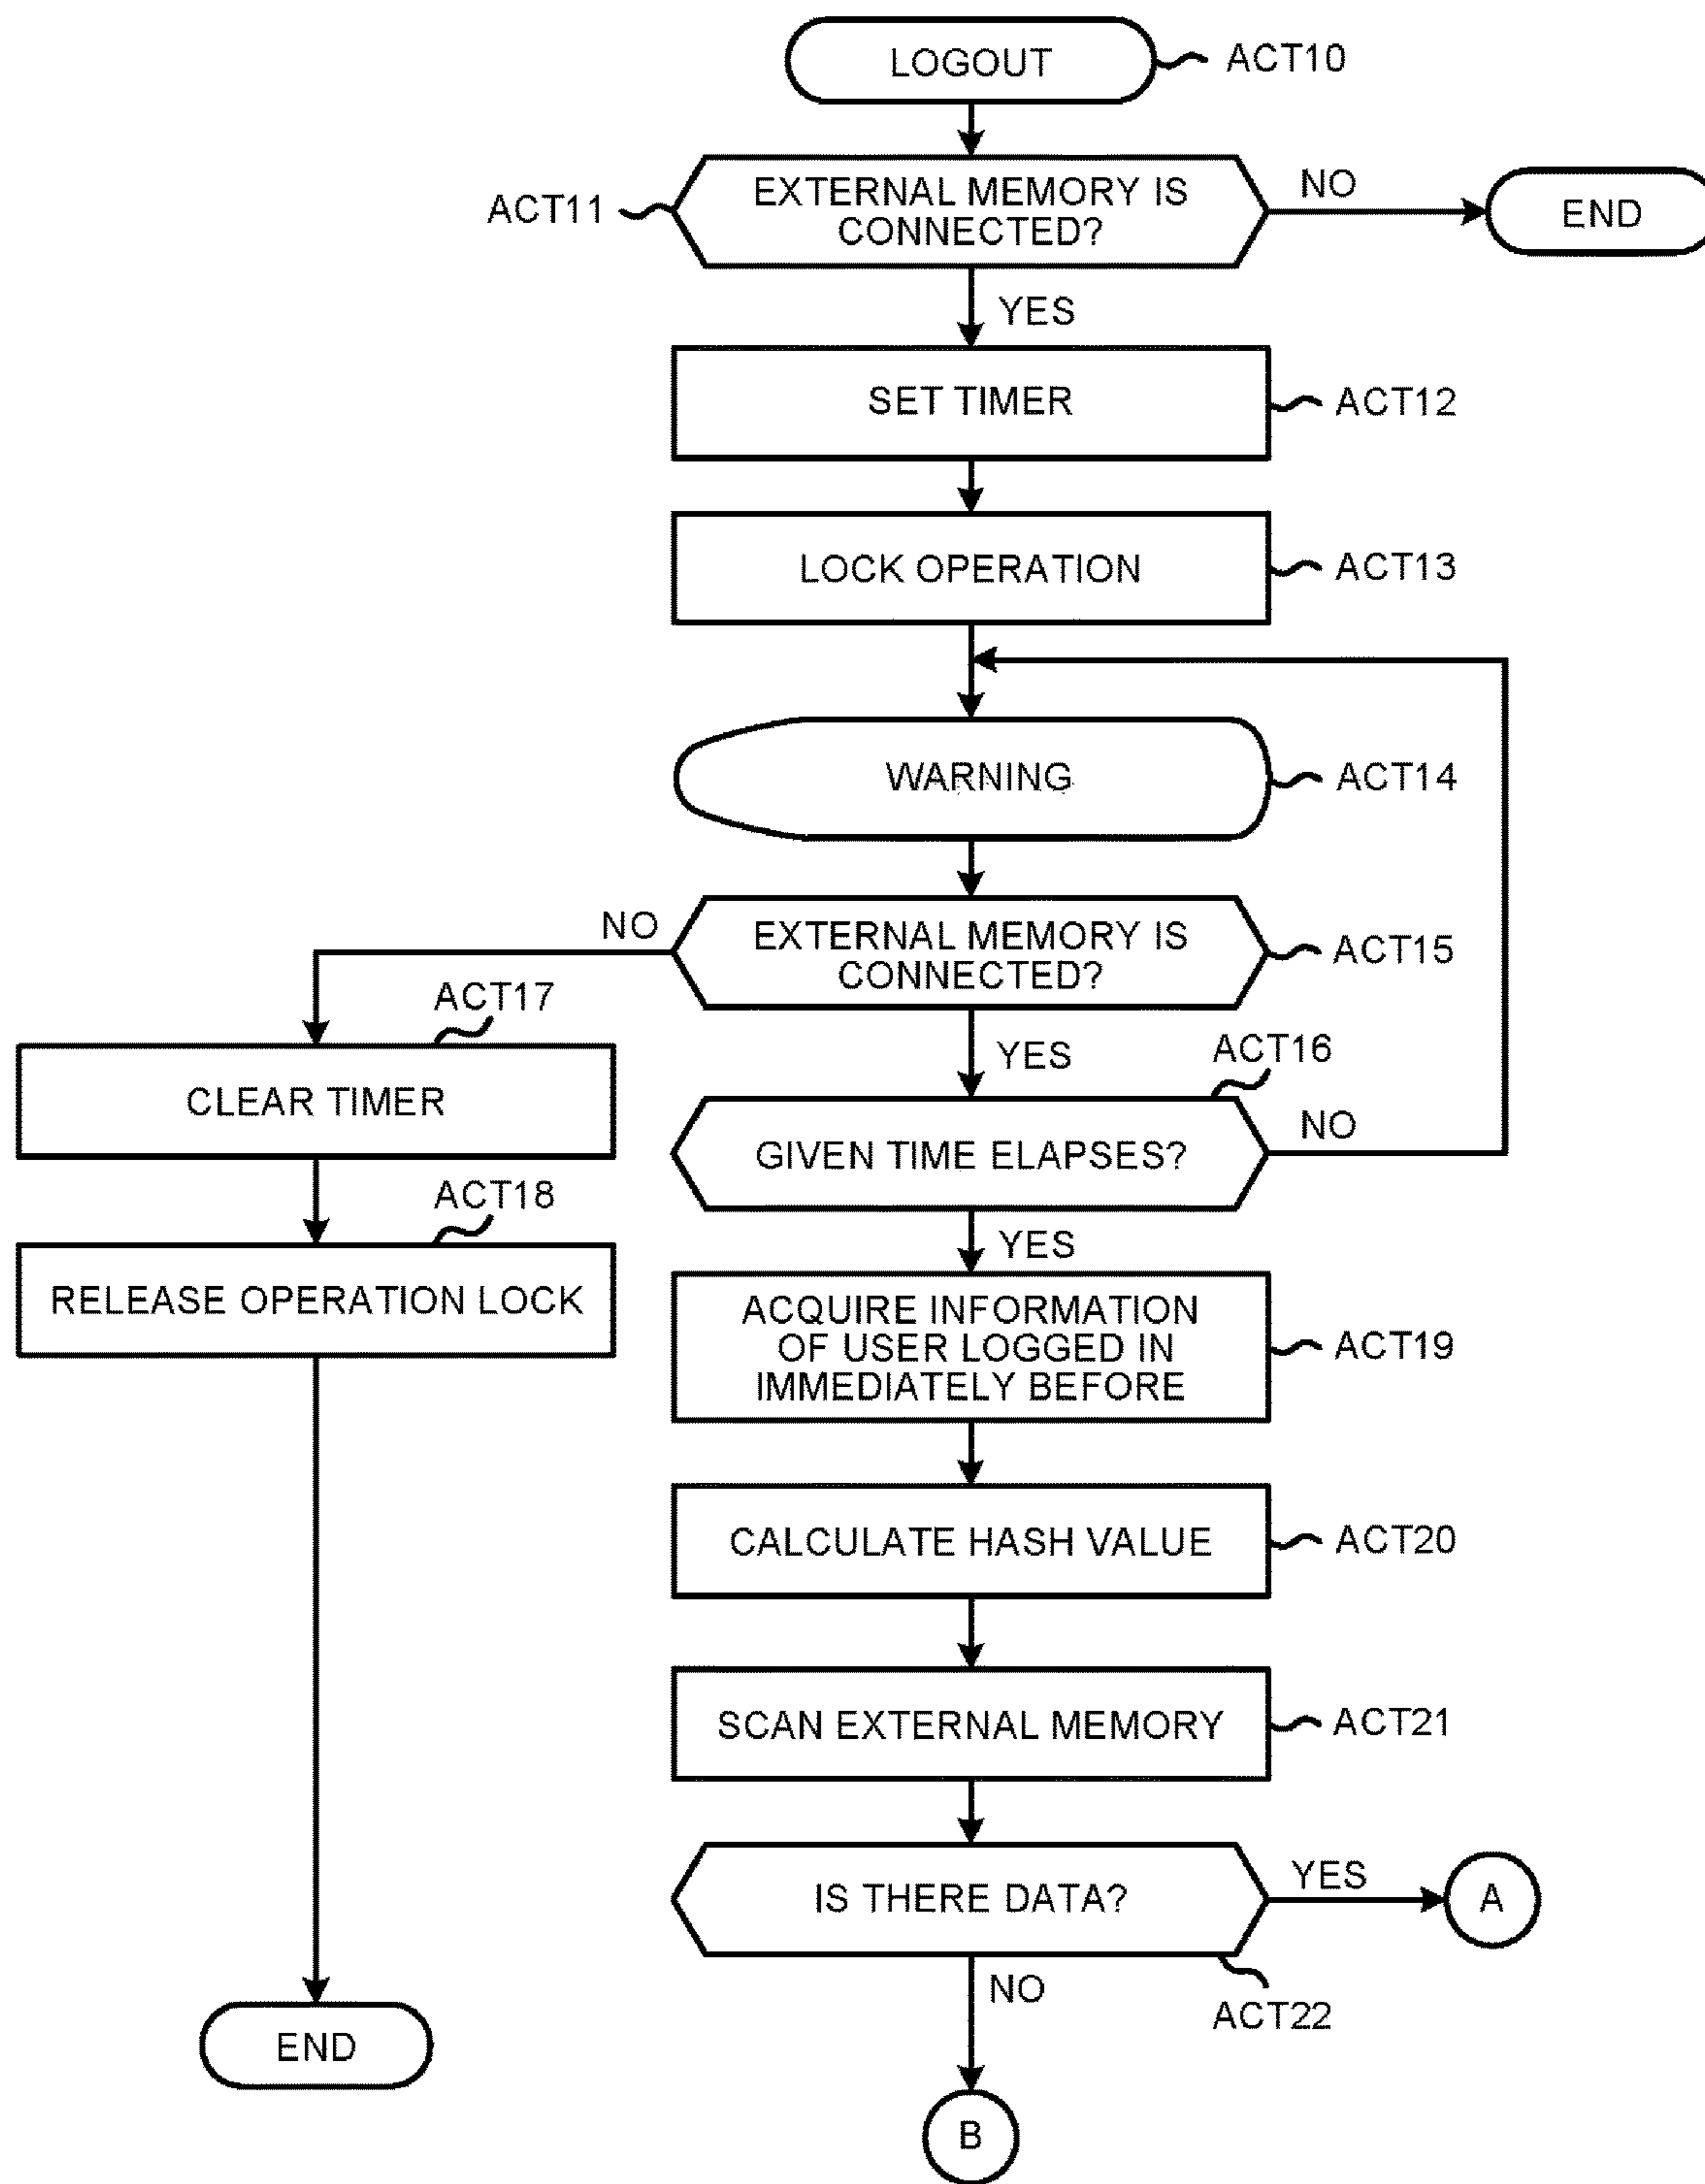 LOGOUT
ACT10
EXTERNAL MEMORY IS
CONNECTED?
ACT11
NO
END
YES
SET TIMER
ACT12
LOCK OPERATION
ACT13
WARNING
ACT14
NO
EXTERNAL MEMORY IS
CONNECTED?
ACT15
ACT17
CLEAR TIMER
YES
ACT16
GIVEN TIME ELAPSES?
NO
ACT18
RELEASE OPERATION LOCK
YES
ACQUIRE INFORMATION
OF USER LOGGED IN
IMMEDIATELY BEFORE
ACT19
CALCULATE HASH VALUE
ACT20
SCAN EXTERNAL MEMORY
ACT21
IS THERE DATA?
YES
A
NO
ACT22
END
B